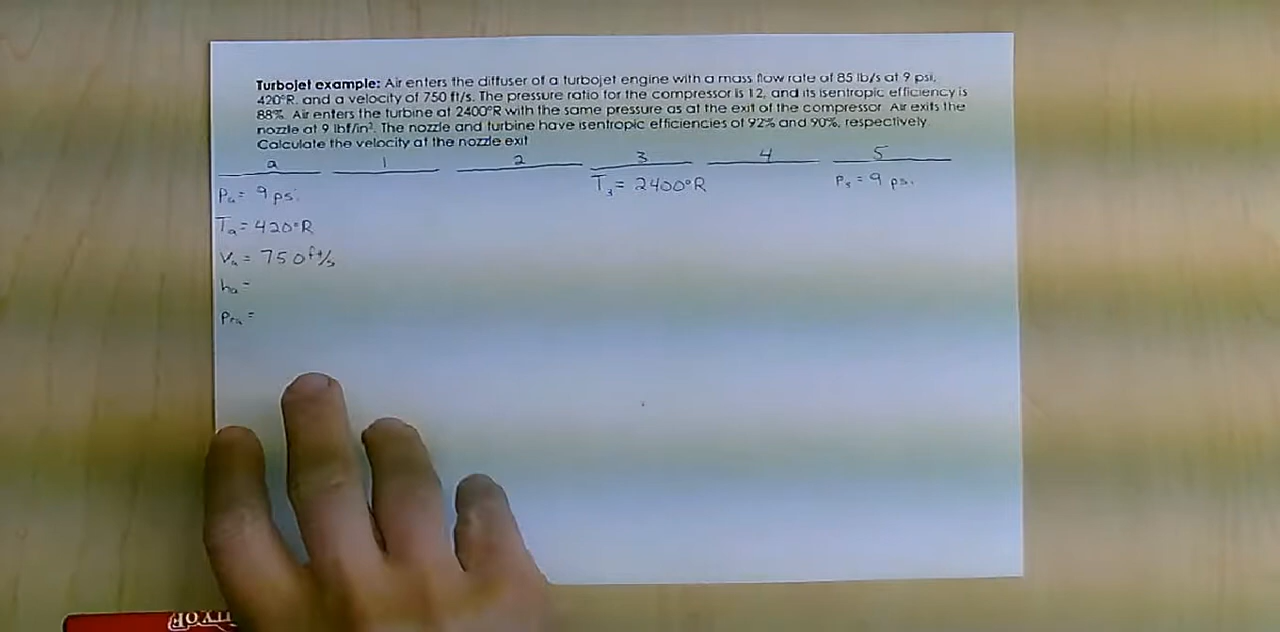 Turbojet example: Air enters the diffuser of a turbojet engine with a mass flow rate of 85 lb/s at 9 psi,
420°R, and a velocity of 750 ft/s. The pressure ratio for the compressor is 12, and its isentropic efficiency is
88%. Air enters the turbine at 2400°R with the same pressure as at the exit of the compressor. Air exits the
nozzle at 9 lbf/in². The nozzle and turbine have isentropic efficiencies of 92% and 90%, respectively.
Calculate the velocity at the nozzle exit
a 1 2 3 4 5
Pa = 9 psi T3 = 2400°R P5 = 9 psi
Ta = 420°R
Va = 750 ft/s
ha =
Pra =